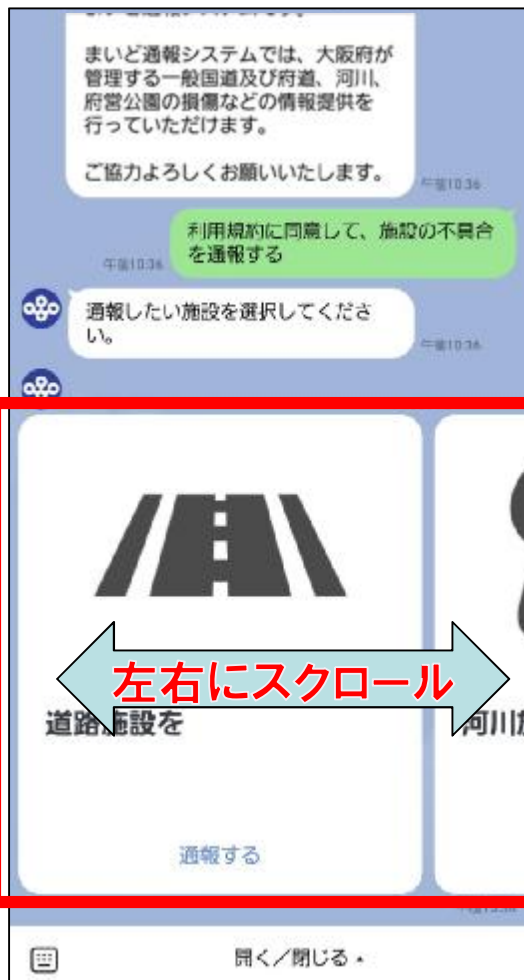 まいど通報システムでは、大阪府が
管理する一般国道及び府道、河川、
府営公園の損傷などの情報提供を
行っていただけます。
ご協力よろしくお願いいたします。
午後10:36
利用規約に同意して、施設の不具合
を通報する
午後10:36
通報したい施設を選択してくださ
い。
午後10:36
左右にスクロール
道路施設を
河川
通報する
開く／閉じる